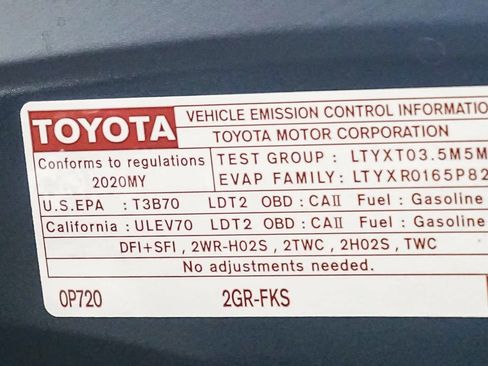 TOYOTA VEHICLE EMISSION CONTROL INFORMATIO
TOYOTA MOTOR CORPORATION
Conforms to regulations
2020MY
TEST GROUP : LTYXT03.5M5M
EVAP FAMILY: LTYXR0165P82
U.S.EPA : T3B70 LDT2 OBD : CAII Fuel : Gasoline
California : ULEV70 LDT2 OBD : CAII Fuel : Gasoline
DFI+SFI , 2WR-HO2S , 2TWC , 2HO2S , TWC
No adjustments needed.
0P720 2GR-FKS